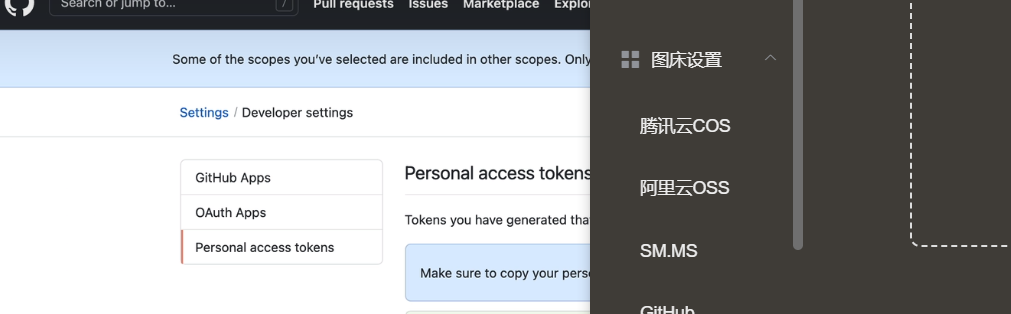 Search or jump to...
/
Pull requests Issues Marketplace Explor
Some of the scopes you've selected are included in other scopes. Only
Settings / Developer settings
GitHub Apps
OAuth Apps
Personal access tokens
Personal access tokens
Tokens you have generated tha
Make sure to copy your perso
图床设置
腾讯云COS
阿里云OSS
SM.MS
GitHub